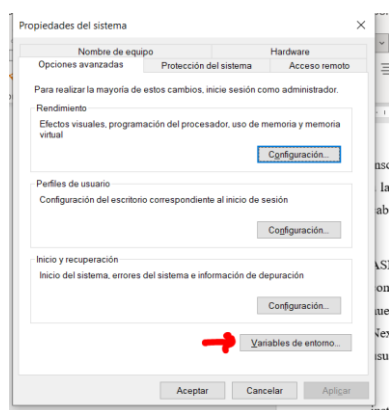 Propiedades del sistema
Nombre de equipo
Hardware
Opciones avanzadas
Protección del sistema
Acceso remoto
Para realizar la mayoría de estos cambios, inicie sesión como administrador.
Rendimiento
Efectos visuales, programación del procesador, uso de memoria y memoria
virtual
Configuración...
Perfiles de usuario
Configuración del escritorio correspondiente al inicio de sesión
Configuración...
Inicio y recuperación
Inicio del sistema, errores del sistema e información de depuración
Configuración...
Variables de entorno...
Aceptar
Cancelar
Aplicar